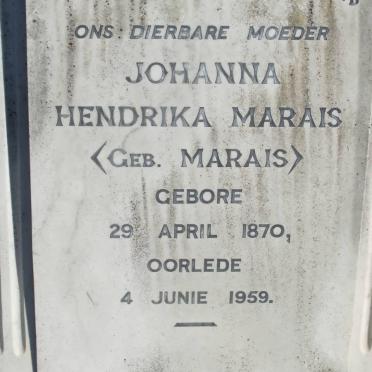 ONS DIERBARE MOEDER
JOHANNA
HENDRIKA MARAIS
〈GEB. MARAIS〉
GEBORE
29 APRIL 1870,
OORLEDE
4 JUNIE 1959.